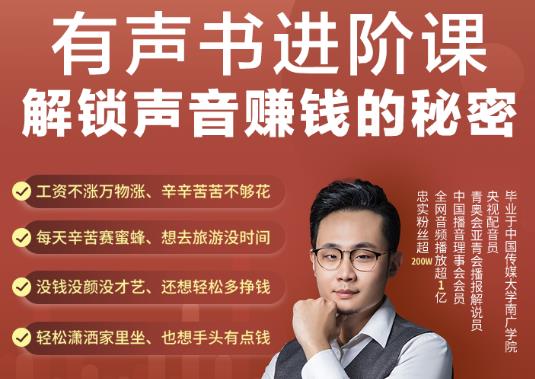 有声书进阶课
解锁声音赚钱的秘密
工资不涨万物涨、辛辛苦苦不够花
每天辛苦赛蜜蜂、想去旅游没时间
没钱没颜没才艺、还想轻松多挣钱
轻松潇洒家里坐、也想手头有点钱
毕业于中国传媒大学南广学院
央视配音员
青奥会亚青会播报解说员
中国播音理事会会员
全网音频播放超1亿
忠实粉丝超200W